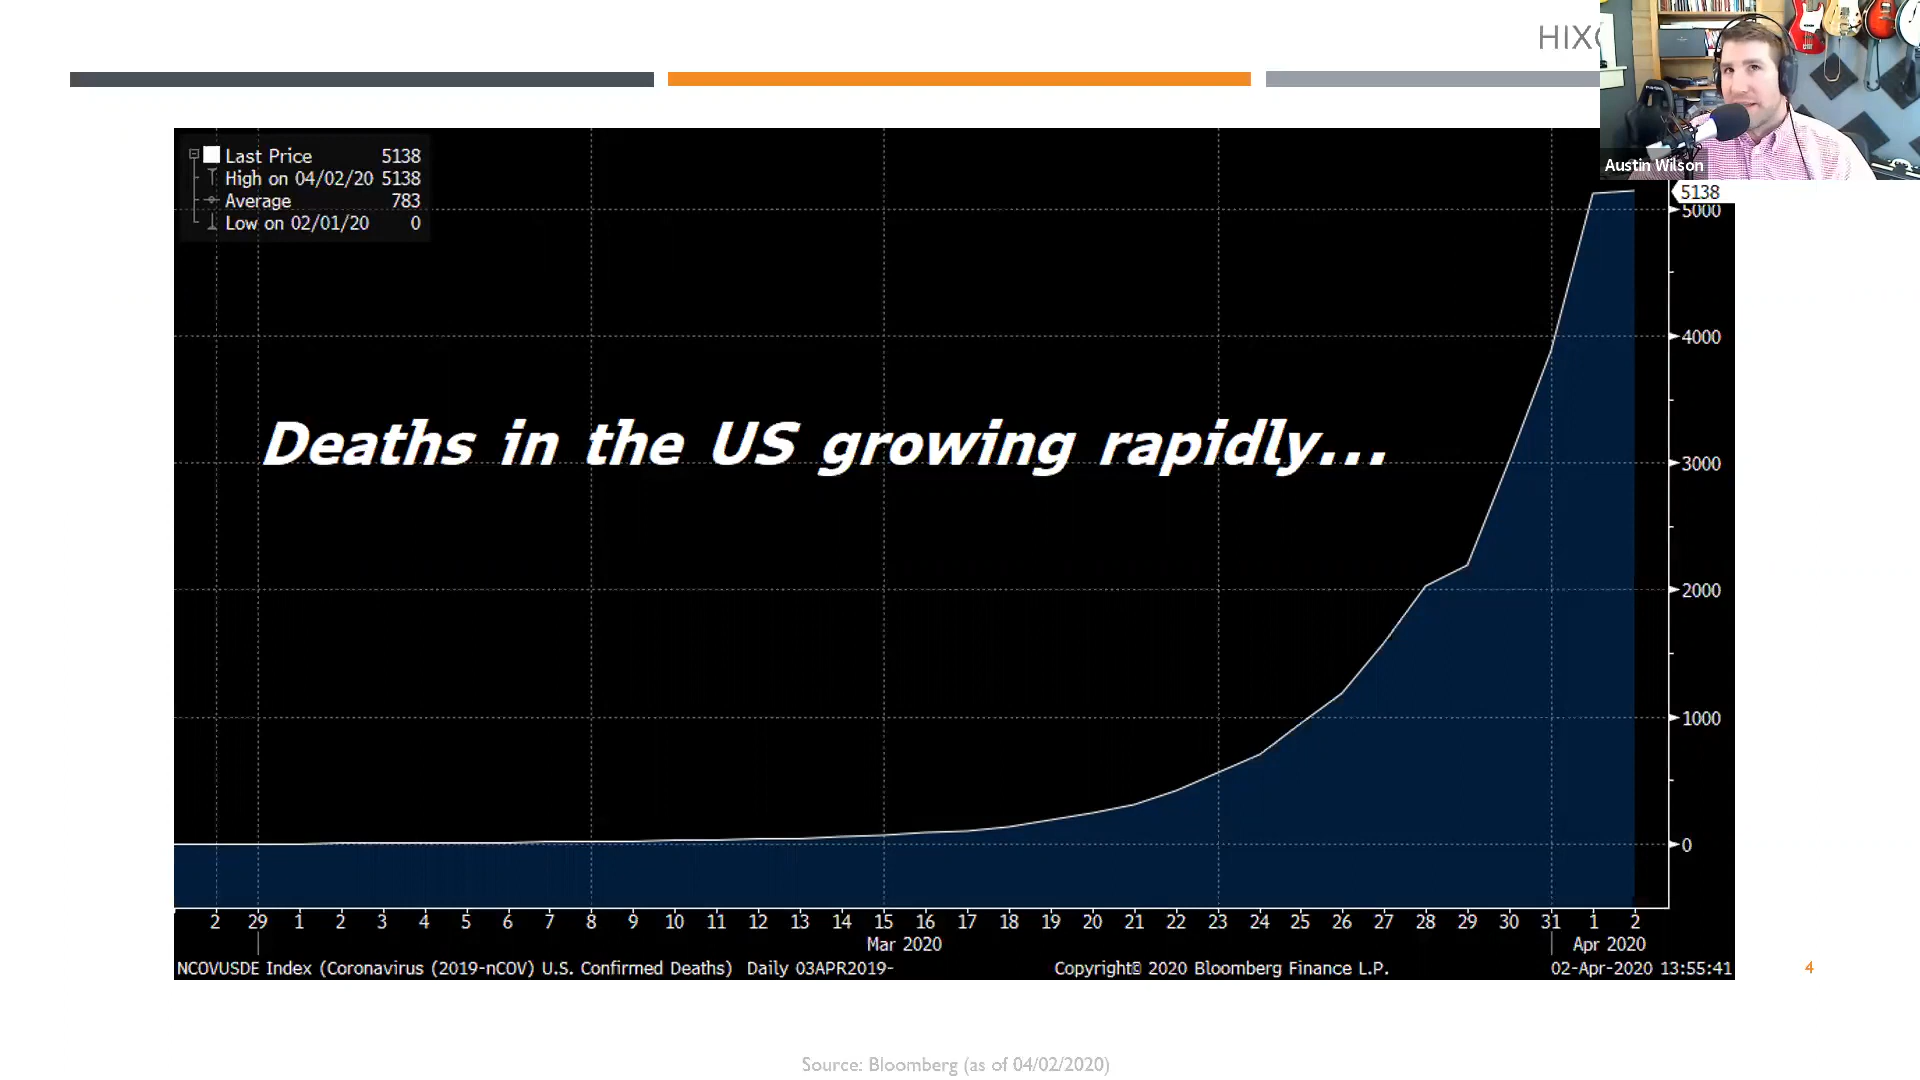 HIXO
Austin Wilson
Last Price 5138
High on 04/02/20 5138
Average 783
Low on 02/01/20 0
5138
5000
4000
3000
2000
1000
0
Deaths in the US growing rapidly...
2 29 1 2 3 4 5 6 7 8 9 10 11 12 13 14 15 16 17 18 19 20 21 22 23 24 25 26 27 28 29 30 31 1 2
Mar 2020 Apr 2020
NCOVUSDE Index (Coronavirus (2019-nCOV) U.S. Confirmed Deaths) Daily 03APR2019- Copyright© 2020 Bloomberg Finance L.P. 02-Apr-2020 13:55:41
4
Source: Bloomberg (as of 04/02/2020)